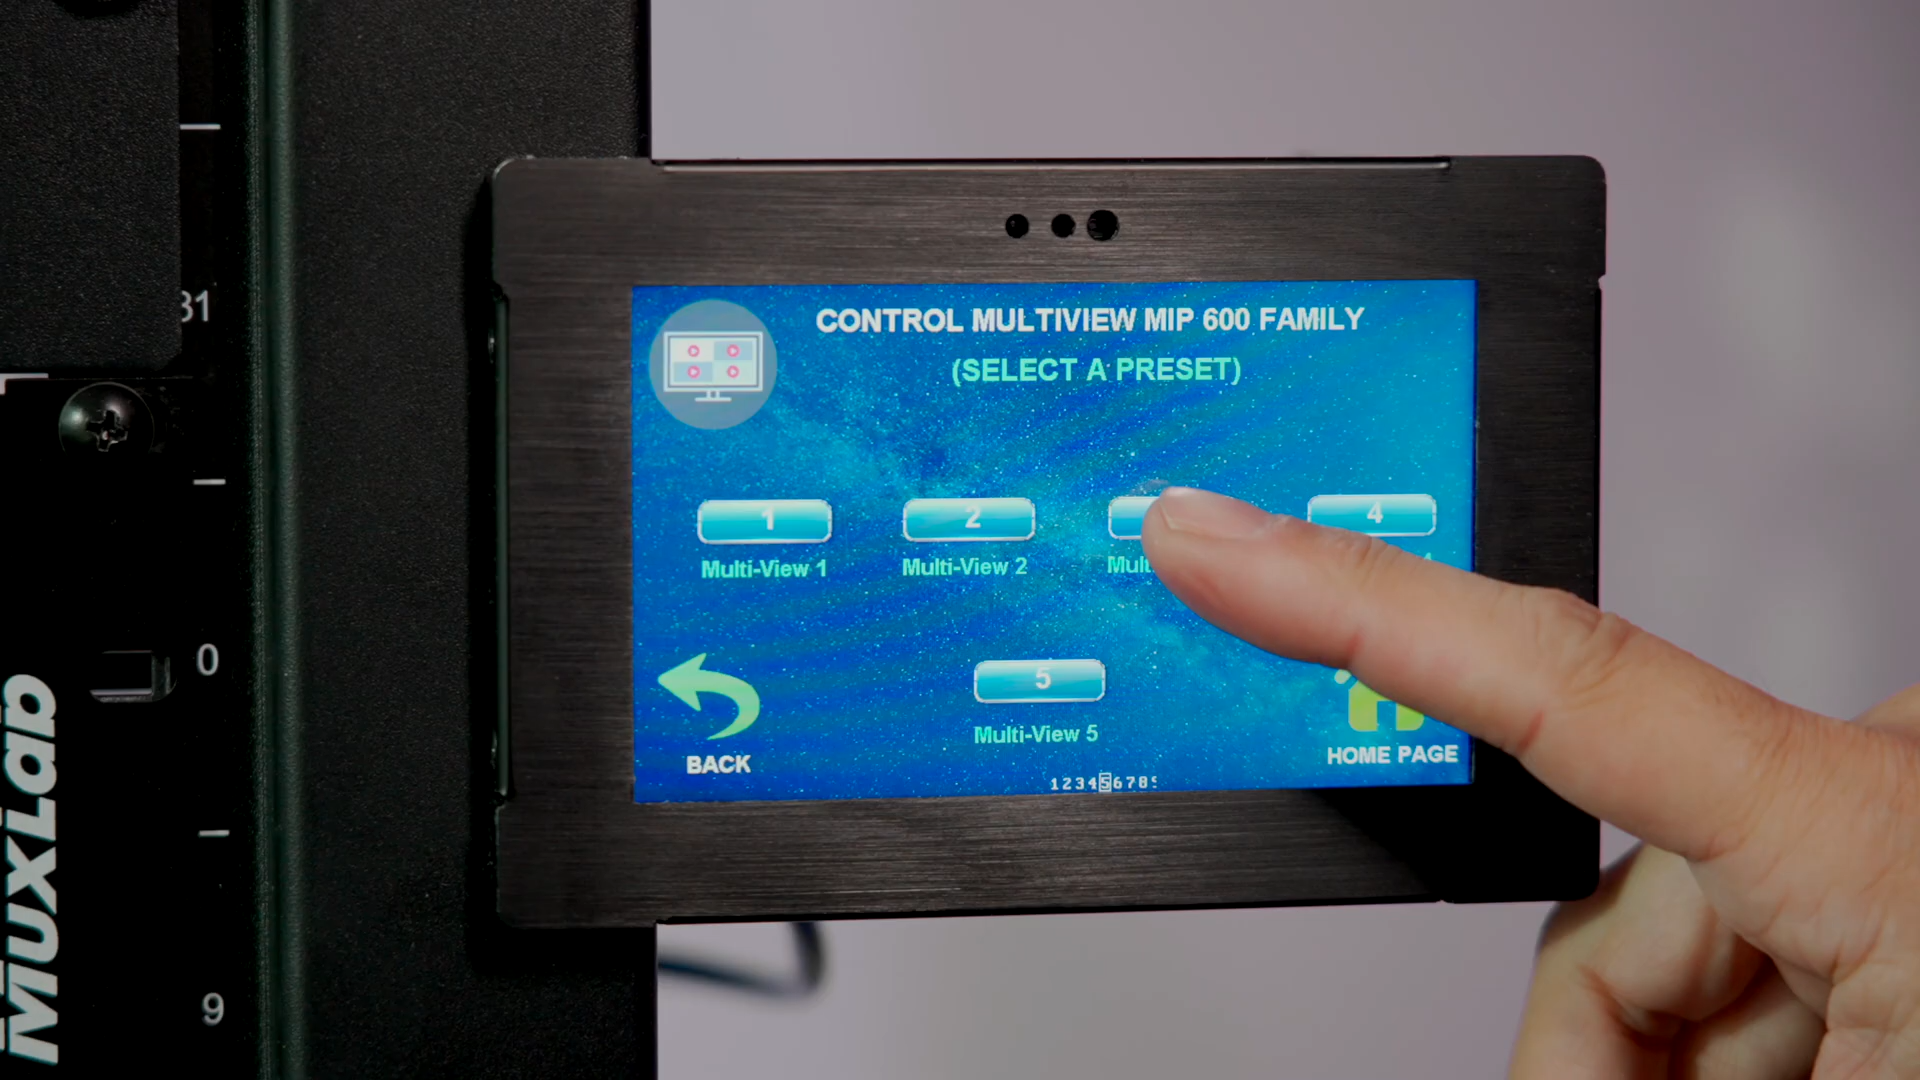 CONTROL MULTIVIEW MIP 600 FAMILY
(SELECT A PRESET)
1
2
4
Multi-View 1
Multi-View 2
5
Multi-View 5
BACK
HOME PAGE
12345678
31
0
9
MUXLab